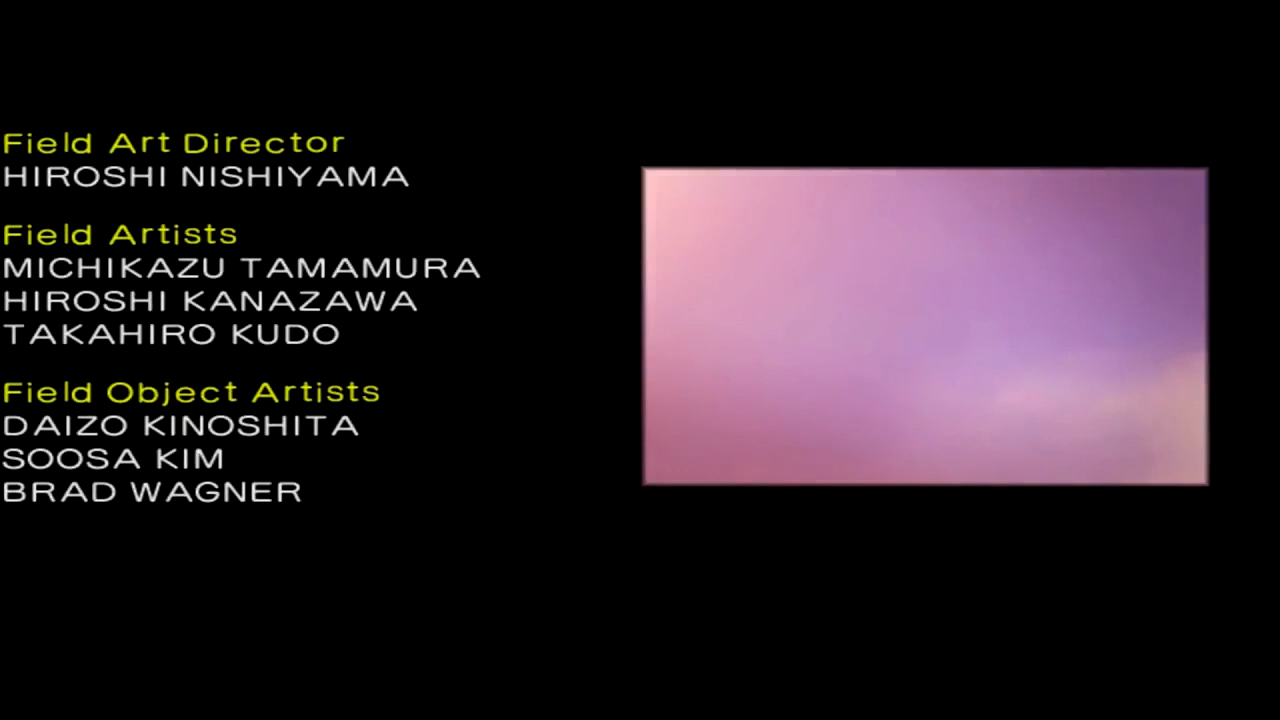 Field Art Director
HIROSHI NISHIYAMA
Field Artists
MICHIKAZU TAMAMURA
HIROSHI KANAZAWA
TAKAHIRO KUDO
Field Object Artists
DAIZO KINOSHITA
SOOSA KIM
BRAD WAGNER